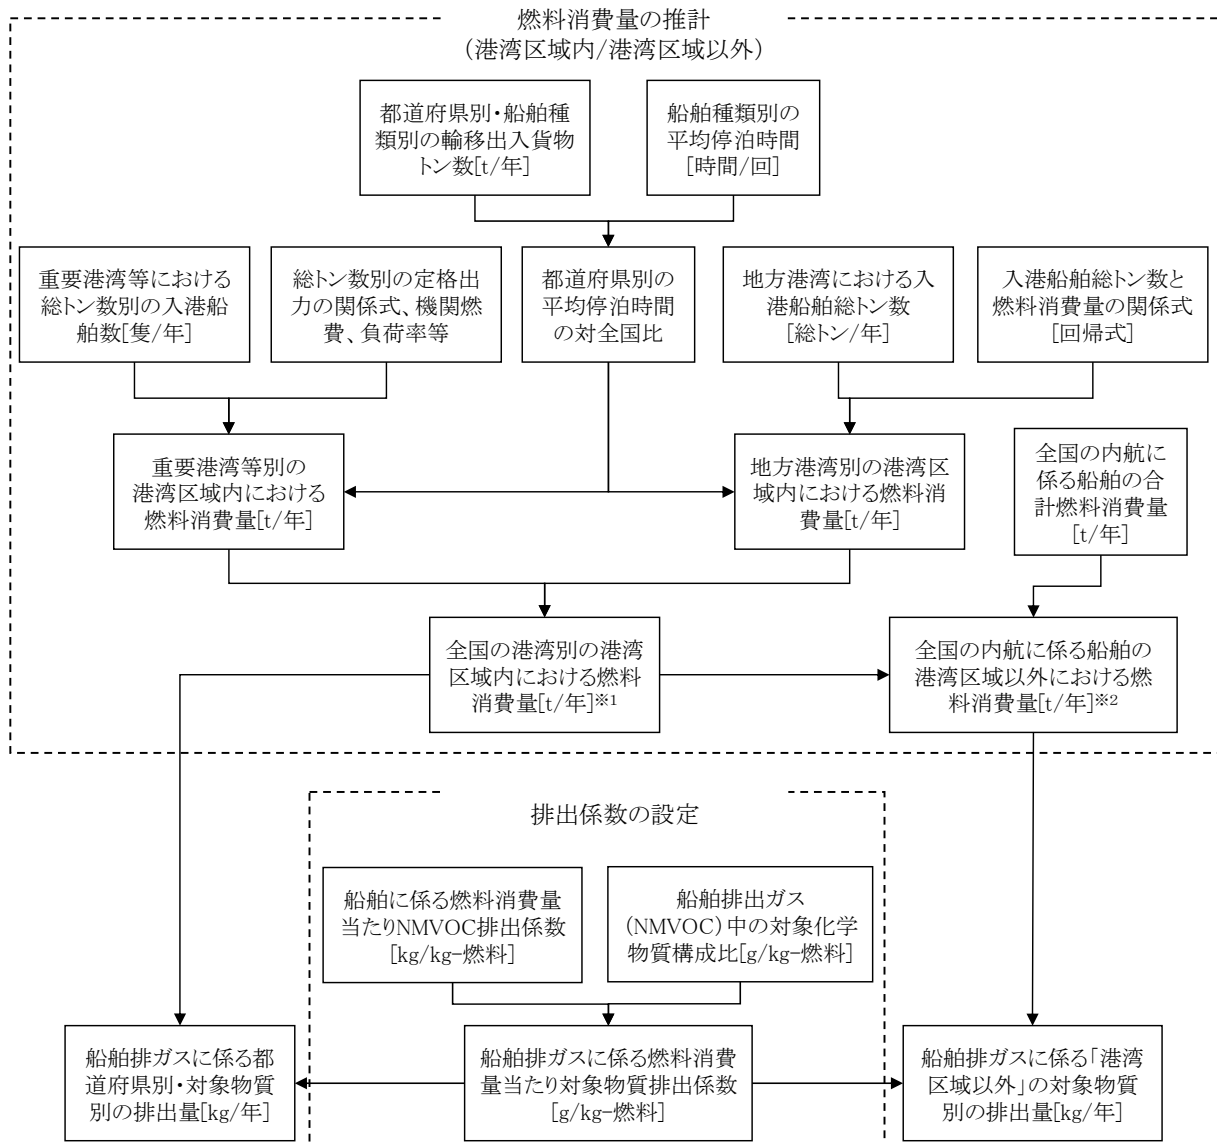 燃料消費量の推計
（港湾区域内/港湾区域以外）
都道府県別・船舶種
類別の輸移出入貨物
トン数[t/年]
船舶種類別の
平均停泊時間
[時間/回]
重要港湾等における
総トン数別の入港船
舶数[隻/年]
総トン数別の定格出
力の関係式、機関燃
費、負荷率等
都道府県別の
平均停泊時間
の対全国比
地方港湾における入
港船舶総トン数
[総トン/年]
入港船舶総トン数と
燃料消費量の関係式
[回帰式]
重要港湾等別の
港湾区域内における
燃料消費量[t/年]
地方港湾別の港湾区
域内における燃料消
費量[t/年]
全国の内航に
係る船舶の合
計燃料消費量
[t/年]
全国の港湾別の港湾
区域内における燃料
消費量[t/年]※1
全国の内航に係る船舶の
港湾区域以外における燃
料消費量[t/年]※2
排出係数の設定
船舶に係る燃料消費量
当たりNMVOC排出係数
[kg/kg-燃料]
船舶排出ガス
（NMVOC）中の対象化学
物質構成比[g/kg-燃料]
船舶排ガスに係る都
道府県別・対象物質
別の排出量[kg/年]
船舶排ガスに係る燃料消費
量当たり対象物質排出係数
[g/kg-燃料]
船舶排ガスに係る「港湾
区域以外」の対象物質
別の排出量[kg/年]